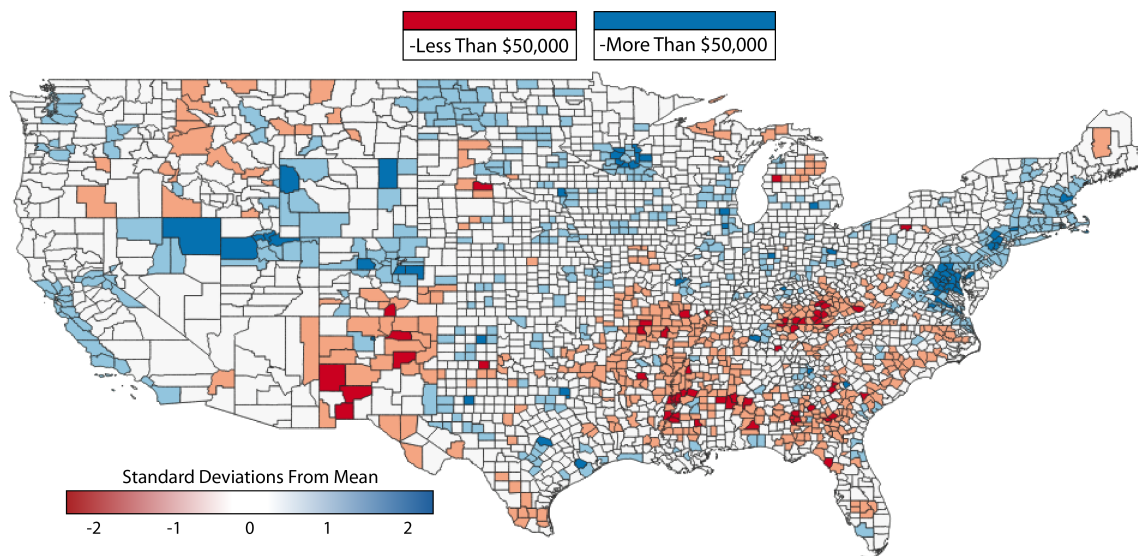 -Less Than $50,000
-More Than $50,000
Standard Deviations From Mean
-2 -1 0 1 2